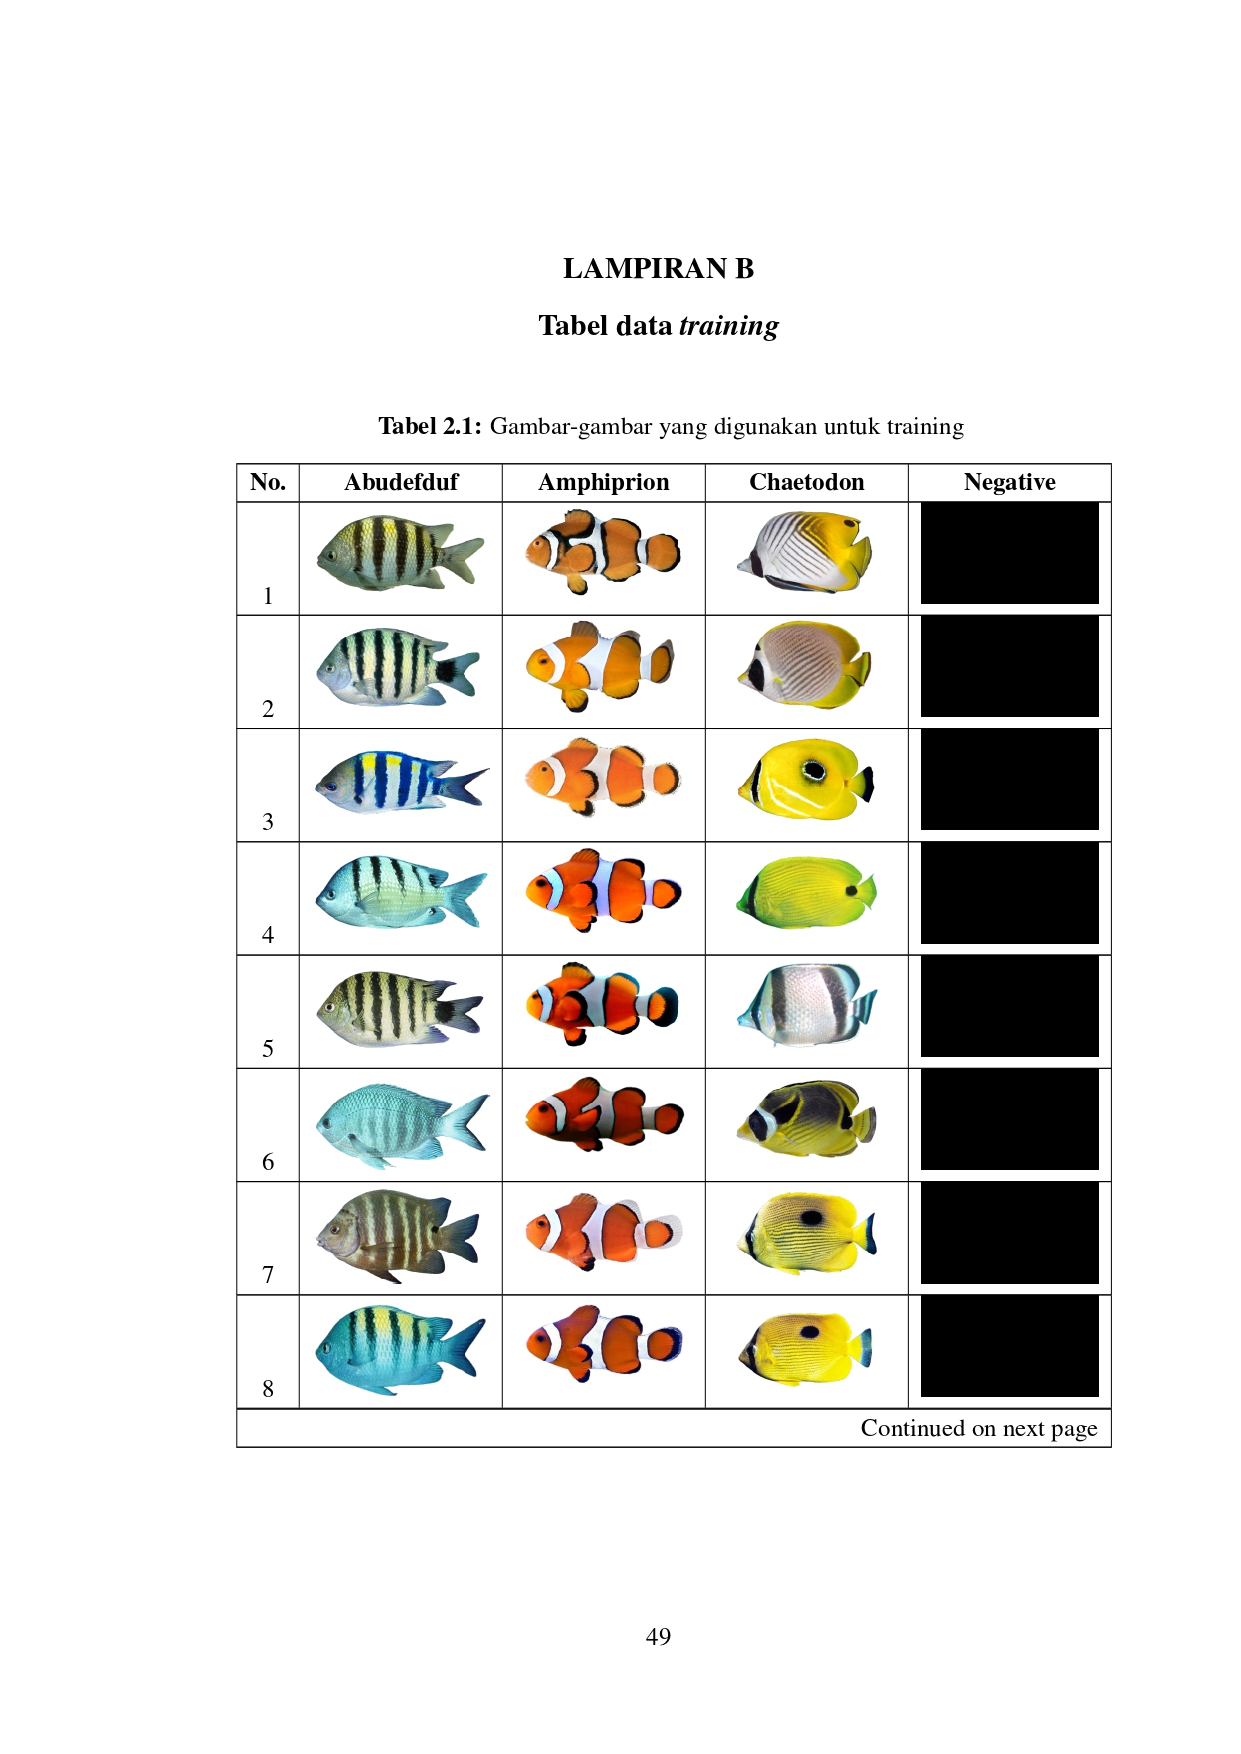 LAMPIRAN B
Tabel data training
Tabel 2.1: Gambar-gambar yang digunakan untuk training
No. Abudefduf Amphiprion Chaetodon Negative
1
2
3
4
5
6
7
8
Continued on next page
49